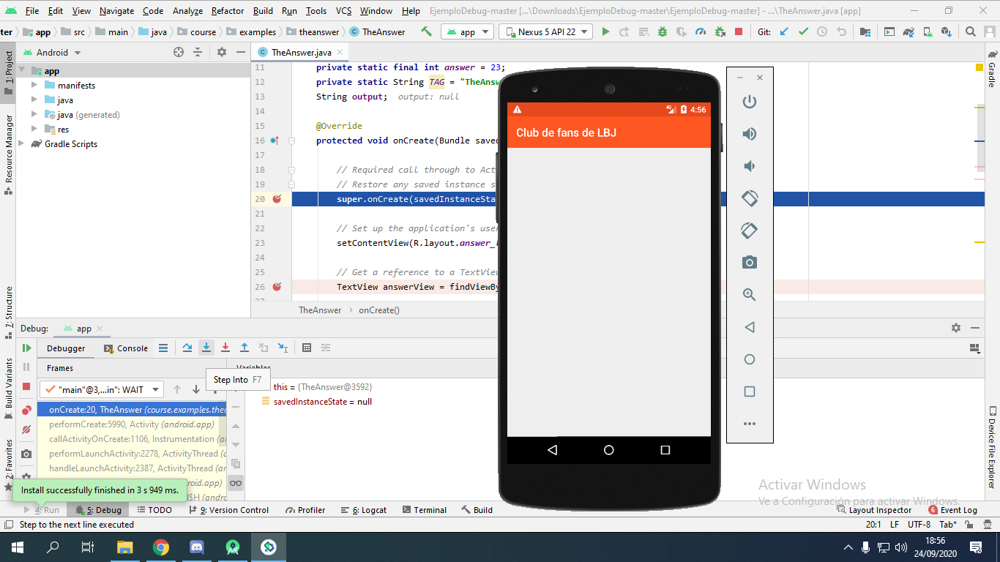 File Edit View Navigate Code Analyze Refactor Build Run Tools VCS Window Help EjemploDebug-master [...\Downloads\EjemploDebug-master\EjemploDebug-master] - ...\TheAnswer.java [app]
ter app src main java course examples theanswer TheAnswer app Nexus 5 API 22 Git:
1: Project
Resource Manager
7: Structure
Build Variants
2: Favorites
Android
app
manifests
java
java (generated)
res
Gradle Scripts
TheAnswer.java
11 private static final int answer = 23;
12 private static String TAG = "TheAnsw
13 String output; output: null
14
15 @Override
16 protected void onCreate(Bundle saved
17
18 // Required call through to Act
19 // Restore any saved instance s
20 super.onCreate(savedInstanceSta
21
22 // Set up the application's user
23 setContentView(R.layout.answer_
24
25 // Get a reference to a TextView
26 TextView answerView = findViewBy
TheAnswer onCreate()
4G 4:56
Club de fans de LBJ
Gradle
Device File Explorer
Debug: app
Debugger Console
Frames Variables
Step Into F7
"main"@3,...in": WAIT
onCreate:20, TheAnswer (course.examples.thea
performCreate:5990, Activity (android.app)
callActivityOnCreate:1106, Instrumentation (a
performLaunchActivity:2278, ActivityThread (
handleLaunchActivity:2387, ActivityThread (a
this = {TheAnswer@3592}
savedInstanceState = null
Install successfully finished in 3 s 949 ms.
Activar Windows
Ve a Configuración para activar Windows.
4: Run 5: Debug TODO 9: Version Control Profiler 6: Logcat Terminal Build Layout Inspector 6 Event Log
Step to the next line executed 20:1 LF UTF-8 Tab*
18:56
24/09/2020